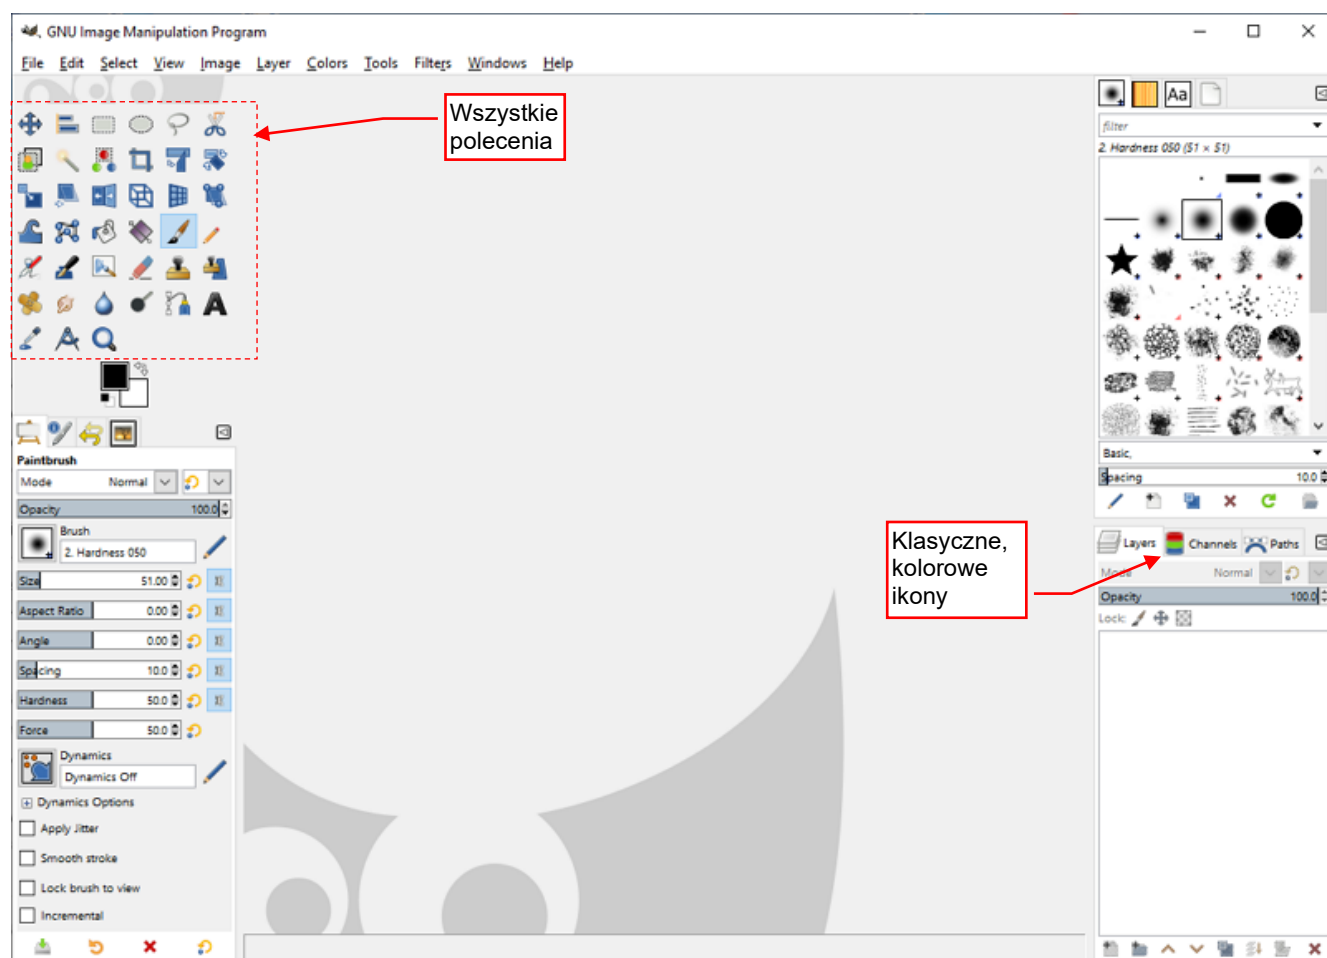 GNU Image Manipulation Program
File Edit Select View Image Layer Colors Tools Filters Windows Help
Wszystkie
polecenia
Aa
filter
2. Hardness 050 (51 × 51)
Basic,
Spacing 10.0
Paintbrush
Mode Normal
Opacity 100.0
Brush
2. Hardness 050
Size 51.00
Aspect Ratio 0.00
Angle 0.00
Spacing 10.0
Hardness 50.0
Force 50.0
Dynamics
Dynamics Off
Dynamics Options
Apply Jitter
Smooth stroke
Lock brush to view
Incremental
Klasyczne,
kolorowe
ikony
Layers Channels Paths
Mode Normal
Opacity 100.0
Lock: